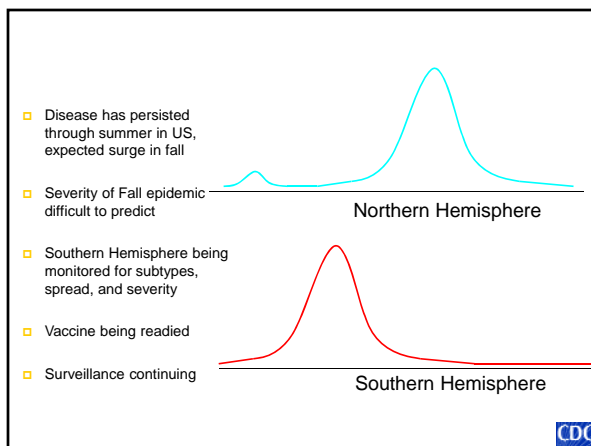 Disease has persisted
through summer in US,
expected surge in fall
Severity of Fall epidemic
difficult to predict
Southern Hemisphere being
monitored for subtypes,
spread, and severity
Vaccine being readied
Surveillance continuing
Northern Hemisphere
Southern Hemisphere
CDC